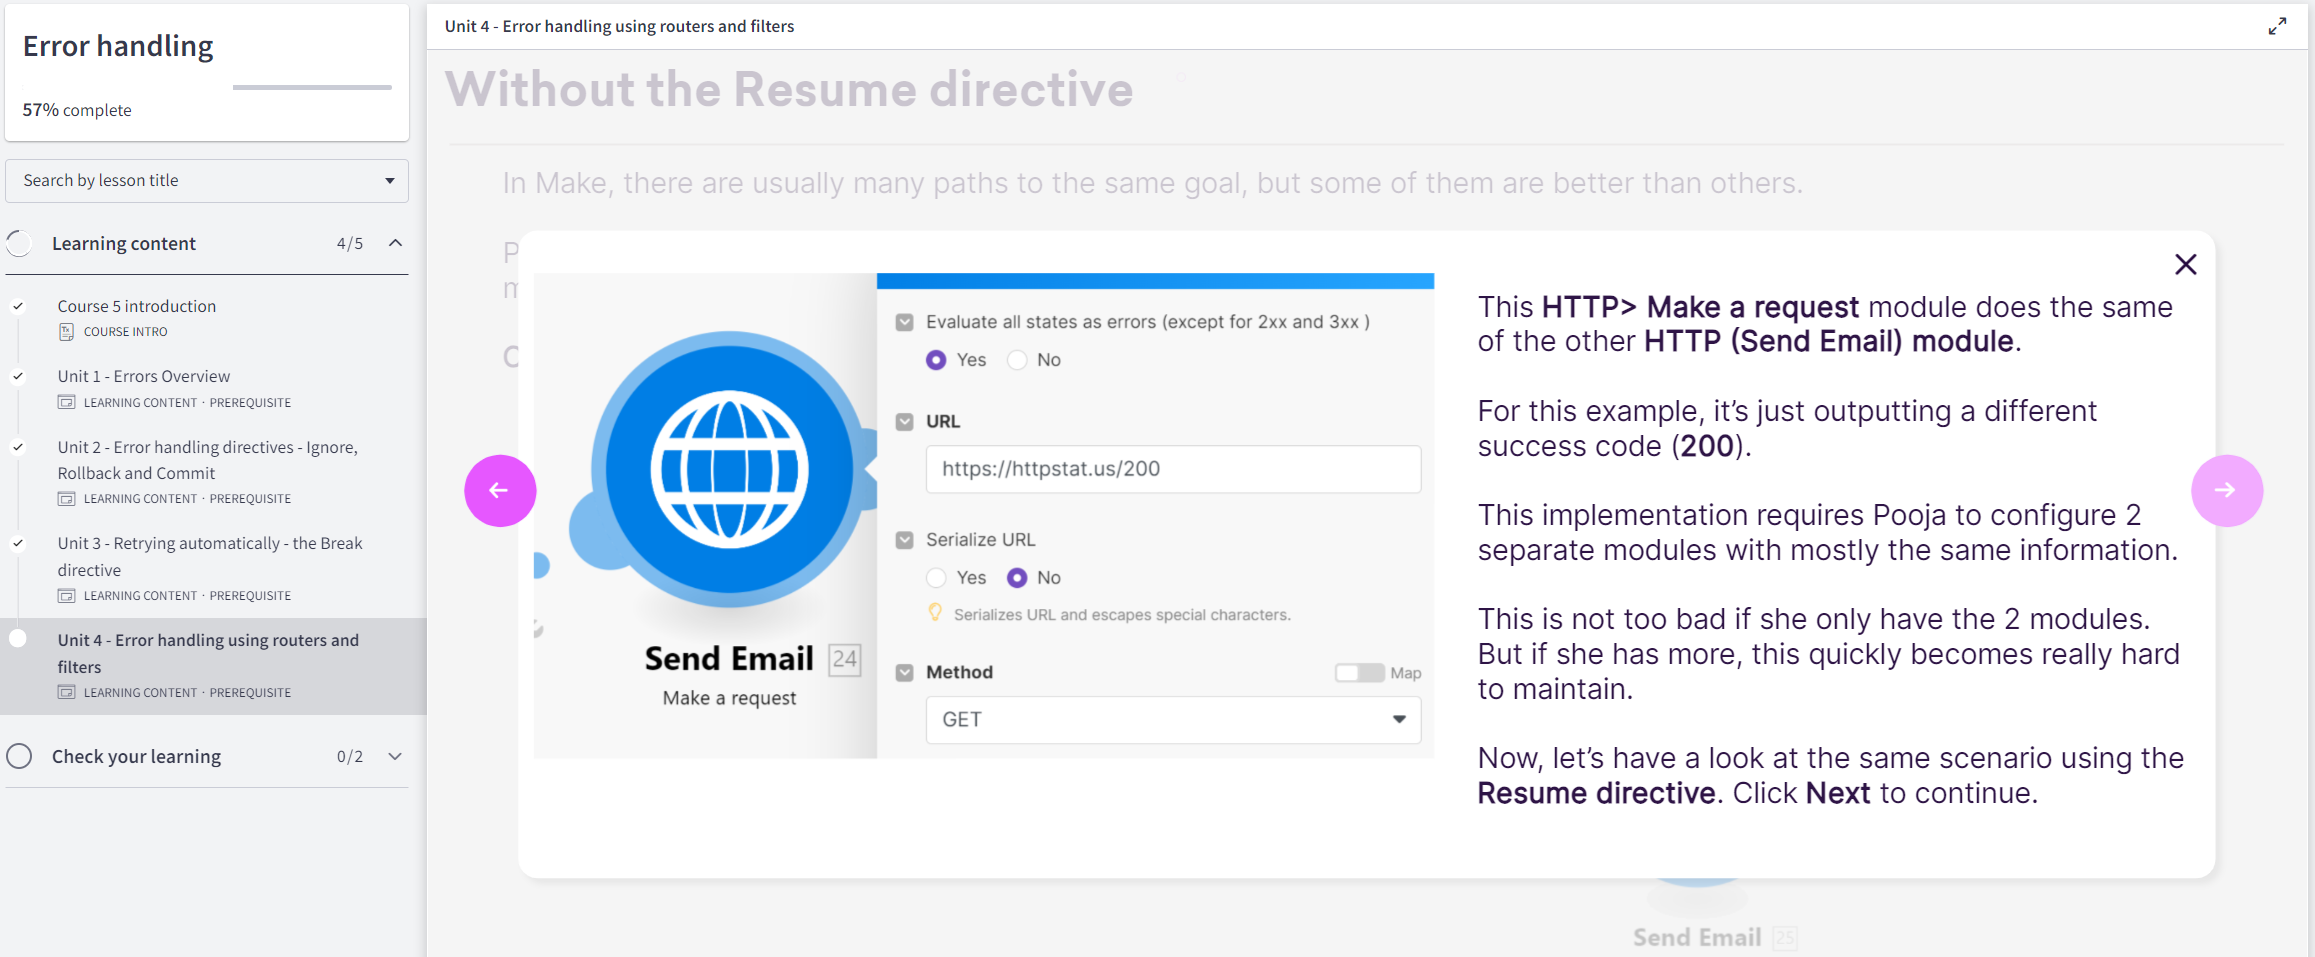 Error handling
57% complete
Search by lesson title
Learning content 4/5
Course 5 introduction
COURSE INTRO
Unit 1 - Errors Overview
LEARNING CONTENT · PREREQUISITE
Unit 2 - Error handling directives - Ignore,
Rollback and Commit
LEARNING CONTENT · PREREQUISITE
Unit 3 - Retrying automatically - the Break
directive
LEARNING CONTENT · PREREQUISITE
Unit 4 - Error handling using routers and
filters
LEARNING CONTENT · PREREQUISITE
Check your learning 0/2
Unit 4 - Error handling using routers and filters
Without the Resume directive
In Make, there are usually many paths to the same goal, but some of them are better than others.
Send Email 24
Make a request
Evaluate all states as errors (except for 2xx and 3xx )
Yes No
URL
https://httpstat.us/200
Serialize URL
Yes No
Serializes URL and escapes special characters.
Method Map
GET
This HTTP> Make a request module does the same
of the other HTTP (Send Email) module.
For this example, it’s just outputting a different
success code (200).
This implementation requires Pooja to configure 2
separate modules with mostly the same information.
This is not too bad if she only have the 2 modules.
But if she has more, this quickly becomes really hard
to maintain.
Now, let’s have a look at the same scenario using the
Resume directive. Click Next to continue.
Send Email 25